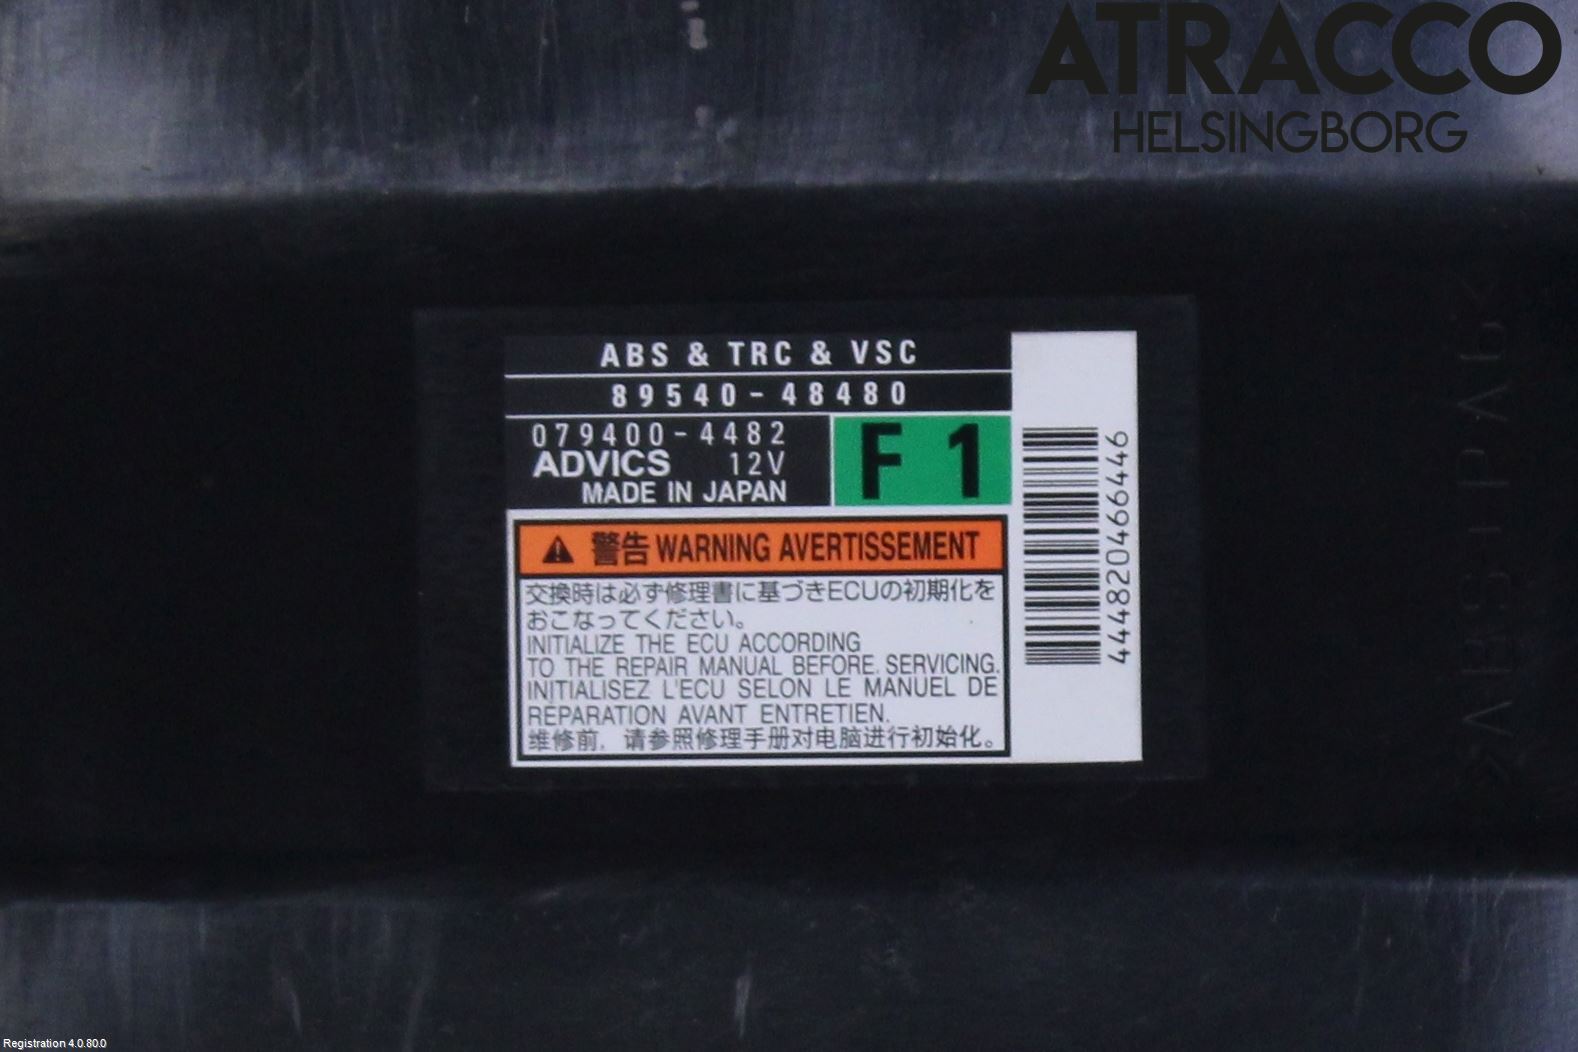 ATRACCO
HELSINGBORG
ABS & TRC & VSC
89540-48480
079400-4482
ADVICS 12V
MADE IN JAPAN
F 1
警告 WARNING AVERTISSEMENT
交換時は必ず修理書に基づきECUの初期化を
おこなってください。
INITIALIZE THE ECU ACCORDING
TO THE REPAIR MANUAL BEFORE. SERVICING.
INITIALISEZ L'ECU SELON LE MANUEL DE
RÉPARATION AVANT ENTRETIEN.
维修前，请参照修理手册对电脑进行初始化。
444820466446
>ABS+PA6<
Registration 4.0.80.0